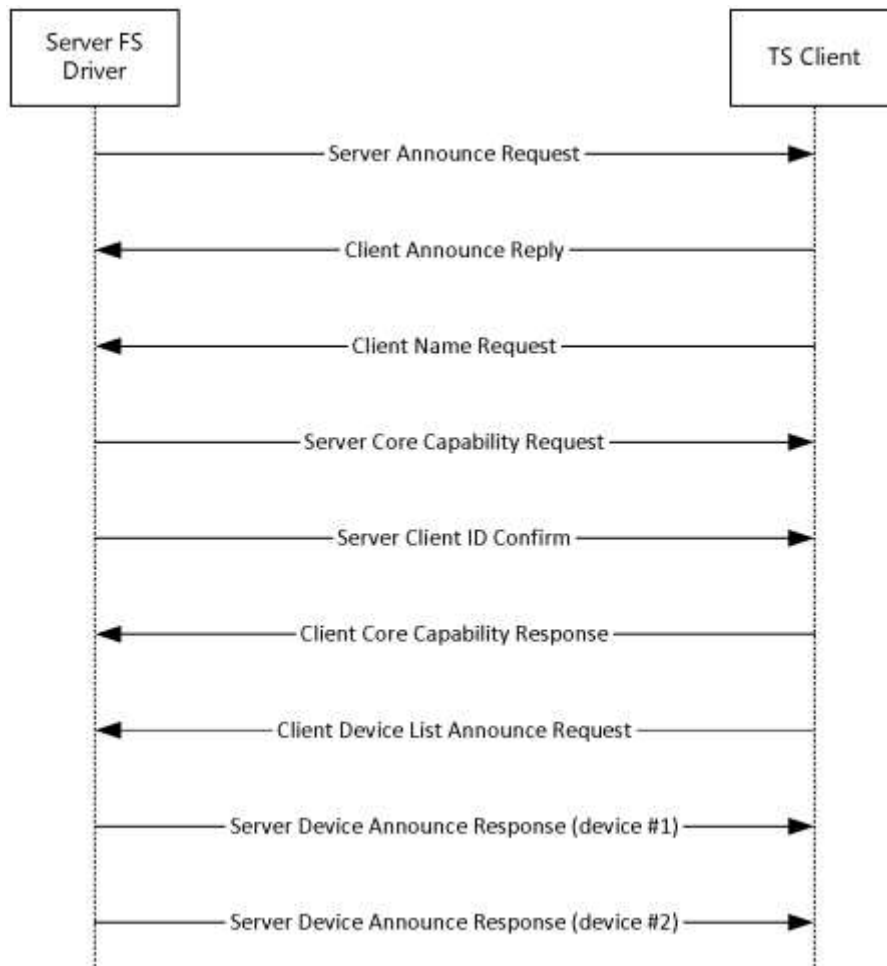 Server FS
Driver
TS Client
Server Announce Request
Client Announce Reply
Client Name Request
Server Core Capability Request
Server Client ID Confirm
Client Core Capability Response
Client Device List Announce Request
Server Device Announce Response (device #1)
Server Device Announce Response (device #2)